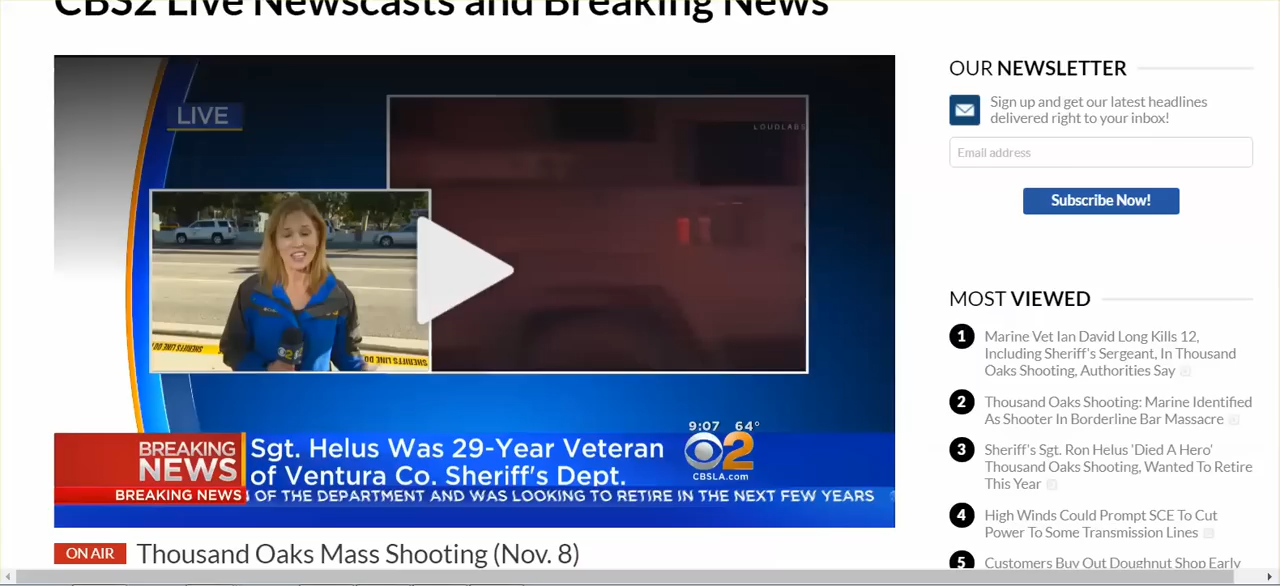 CBS2 Live Newscasts and Breaking News
LIVE
LOUDLABS
SHERIFF'S LINE DO
9:07 64°
2
CBSLA.com
BREAKING
NEWS
Sgt. Helus Was 29-Year Veteran
of Ventura Co. Sheriff's Dept.
BREAKING NEWS
OF THE DEPARTMENT AND WAS LOOKING TO RETIRE IN THE NEXT FEW YEARS
ON AIR
Thousand Oaks Mass Shooting (Nov. 8)
OUR NEWSLETTER
Sign up and get our latest headlines
delivered right to your inbox!
Email address
Subscribe Now!
MOST VIEWED
1 Marine Vet Ian David Long Kills 12,
Including Sheriff's Sergeant, In Thousand
Oaks Shooting, Authorities Say
2 Thousand Oaks Shooting: Marine Identified
As Shooter In Borderline Bar Massacre
3 Sheriff's Sgt. Ron Helus 'Died A Hero'
Thousand Oaks Shooting, Wanted To Retire
This Year
4 High Winds Could Prompt SCE To Cut
Power To Some Transmission Lines
5 Customers Buy Out Doughnut Shop Early